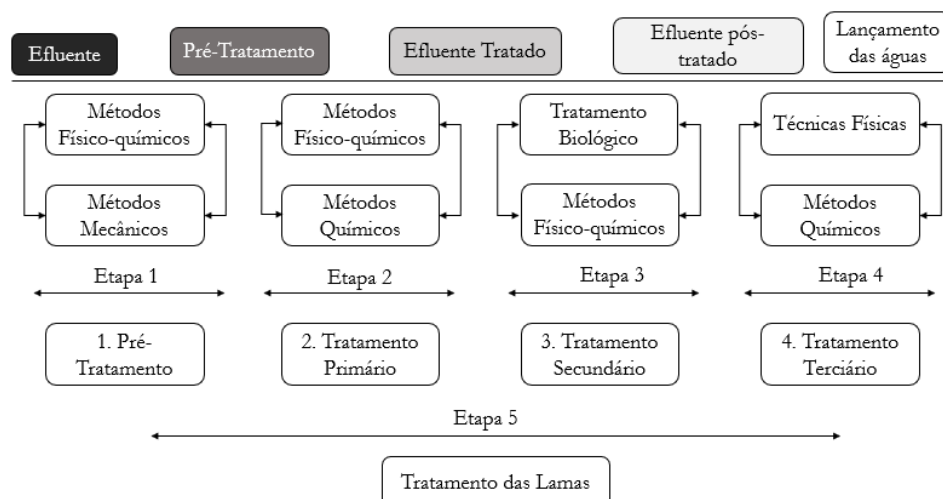 Efluente
Pré-Tratamento
Efluente Tratado
Efluente pós-
tratado
Lançamento
das águas
Métodos
Físico-químicos
Métodos
Físico-químicos
Tratamento
Biológico
Técnicas Físicas
Métodos
Mecânicos
Métodos
Químicos
Métodos
Físico-químicos
Métodos
Químicos
Etapa 1
Etapa 2
Etapa 3
Etapa 4
1. Pré-
Tratamento
2. Tratamento
Primário
3. Tratamento
Secundário
4. Tratamento
Terciário
Etapa 5
Tratamento das Lamas